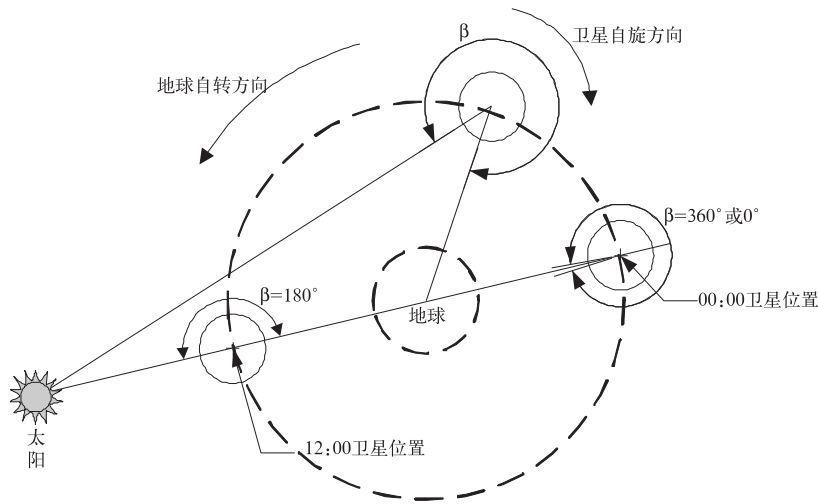 β
卫星自旋方向
地球自转方向
β=360°或0°
β=180°
00:00卫星位置
地球
太
阳
12:00卫星位置